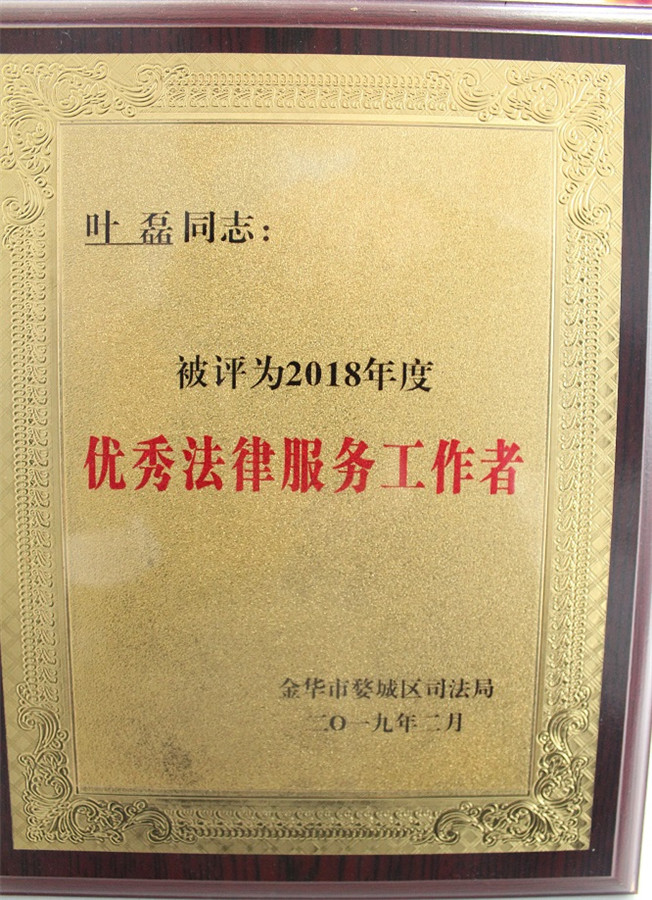 叶 磊同志：
被评为2018年度
优秀法律服务工作者
金华市婺城区司法局
二〇一九年二月